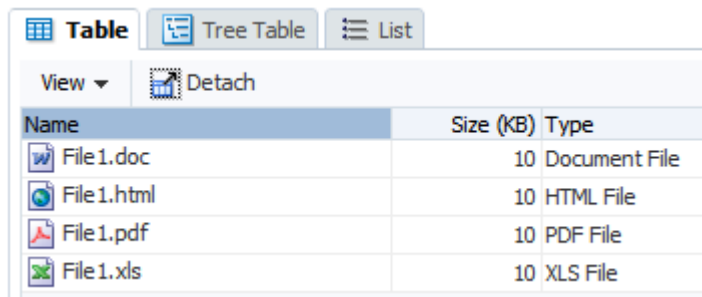 Table Tree Table List
View Detach
Name Size (KB) Type
File1.doc 10 Document File
File1.html 10 HTML File
File1.pdf 10 PDF File
File1.xls 10 XLS File